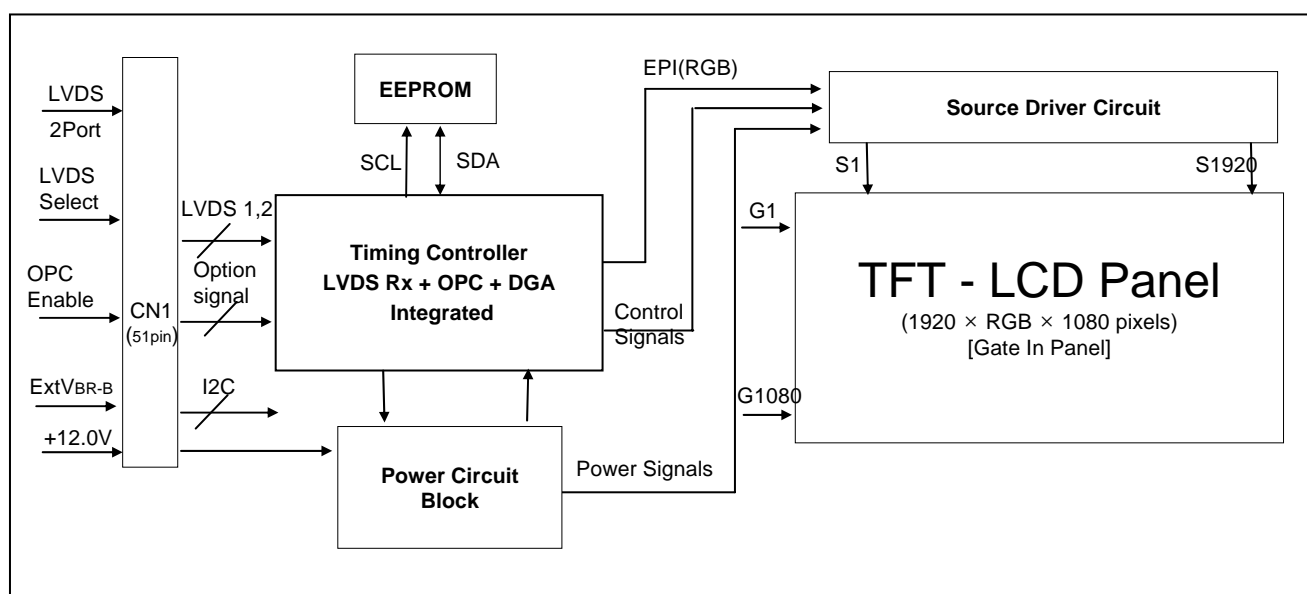 LVDS
2Port
LVDS
Select
OPC
Enable
ExtVBR-B
+12.0V
CN1
(51pin)
LVDS 1,2
Option
signal
I2C
EEPROM
SCL
SDA
Timing Controller
LVDS Rx + OPC + DGA
Integrated
Power Circuit
Block
EPI(RGB)
Control
Signals
Power Signals
Source Driver Circuit
S1
S1920
G1
G1080
TFT - LCD Panel
(1920 × RGB × 1080 pixels)
[Gate In Panel]